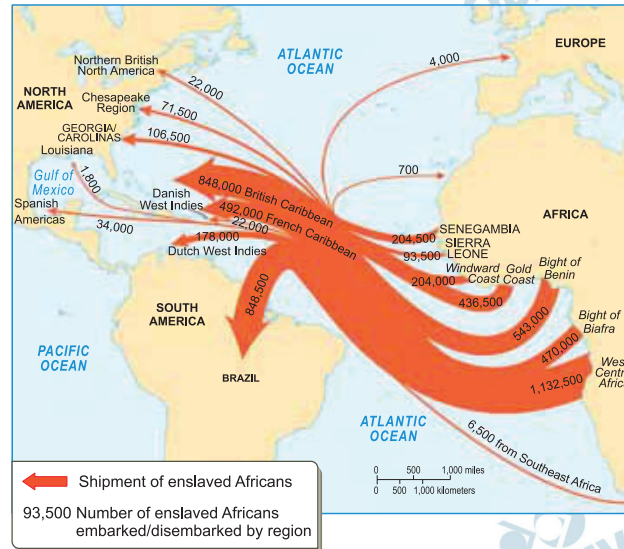 ATLANTIC
OCEAN
EUROPE
Northern British
North America
4,000
22,000
NORTH
AMERICA
Chesapeake
Region
71,500
GEORGIA/
CAROLINAS
106,500
Louisiana
Gulf of
Mexico
1,800
700
848,000 British Caribbean
Danish
West Indies
492,000 French Caribbean
Spanish
Americas
34,000
22,000
178,000
Dutch West Indies
AFRICA
SENEGAMBIA
204,500
SIERRA
LEONE
93,500
Windward
Coast
Gold
Coast
Bight of
Benin
204,000
436,500
543,000
Bight of
Biafra
470,000
SOUTH
AMERICA
848,500
1,132,500
PACIFIC
OCEAN
BRAZIL
ATLANTIC
OCEAN
6,500 from Southeast Africa
0 500 1,000 miles
0 500 1,000 kilometers
Shipment of enslaved Africans
93,500 Number of enslaved Africans
embarked/disembarked by region